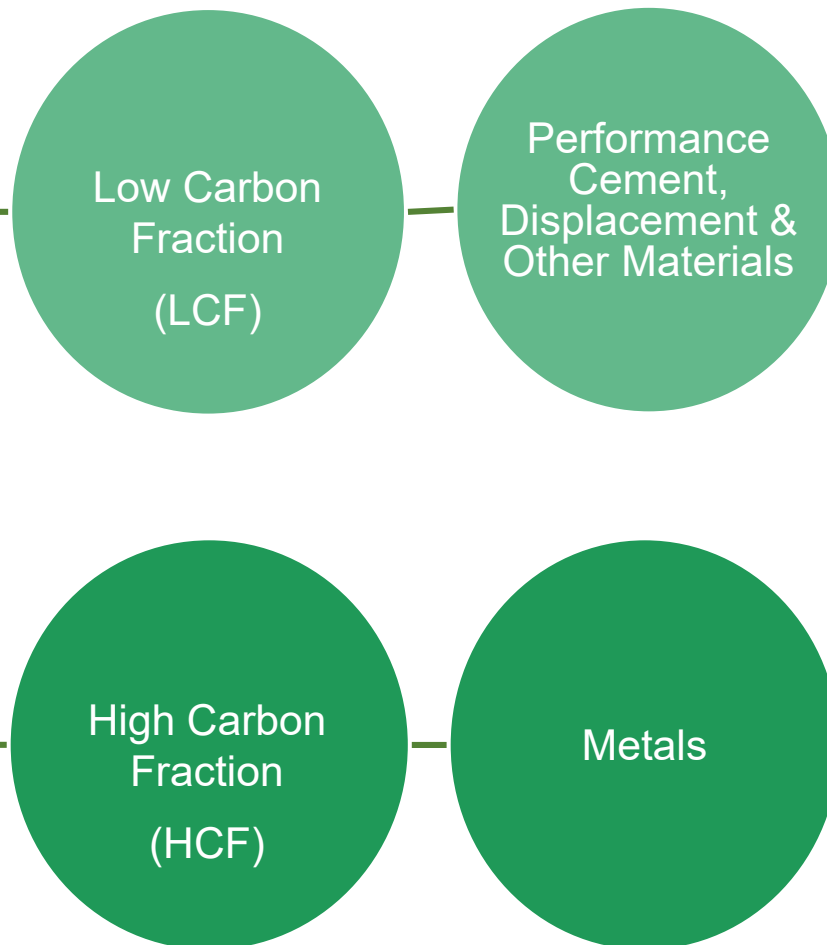 Low Carbon
Fraction
(LCF)
Performance
Cement,
Displacement &
Other Materials
High Carbon
Fraction
(HCF)
Metals